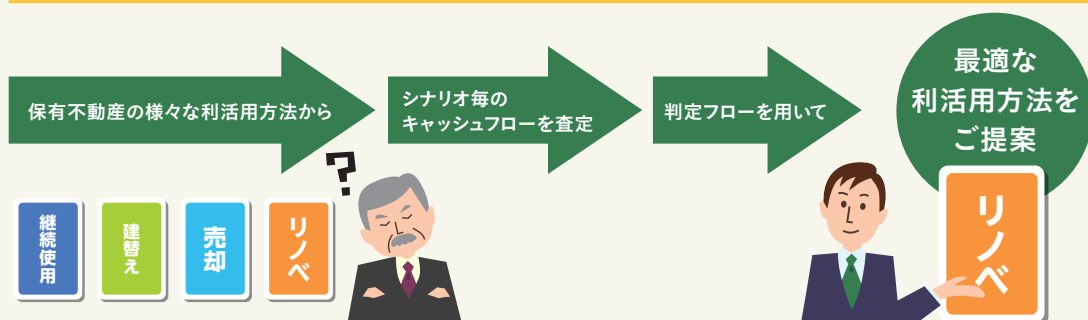 保有不動産の様々な利活用方法から
シナリオ毎の
キャッシュフローを査定
判定フローを用いて
最適な
利活用方法を
ご提案
?
継続使用
建替え
売却
リノベ
リノベ